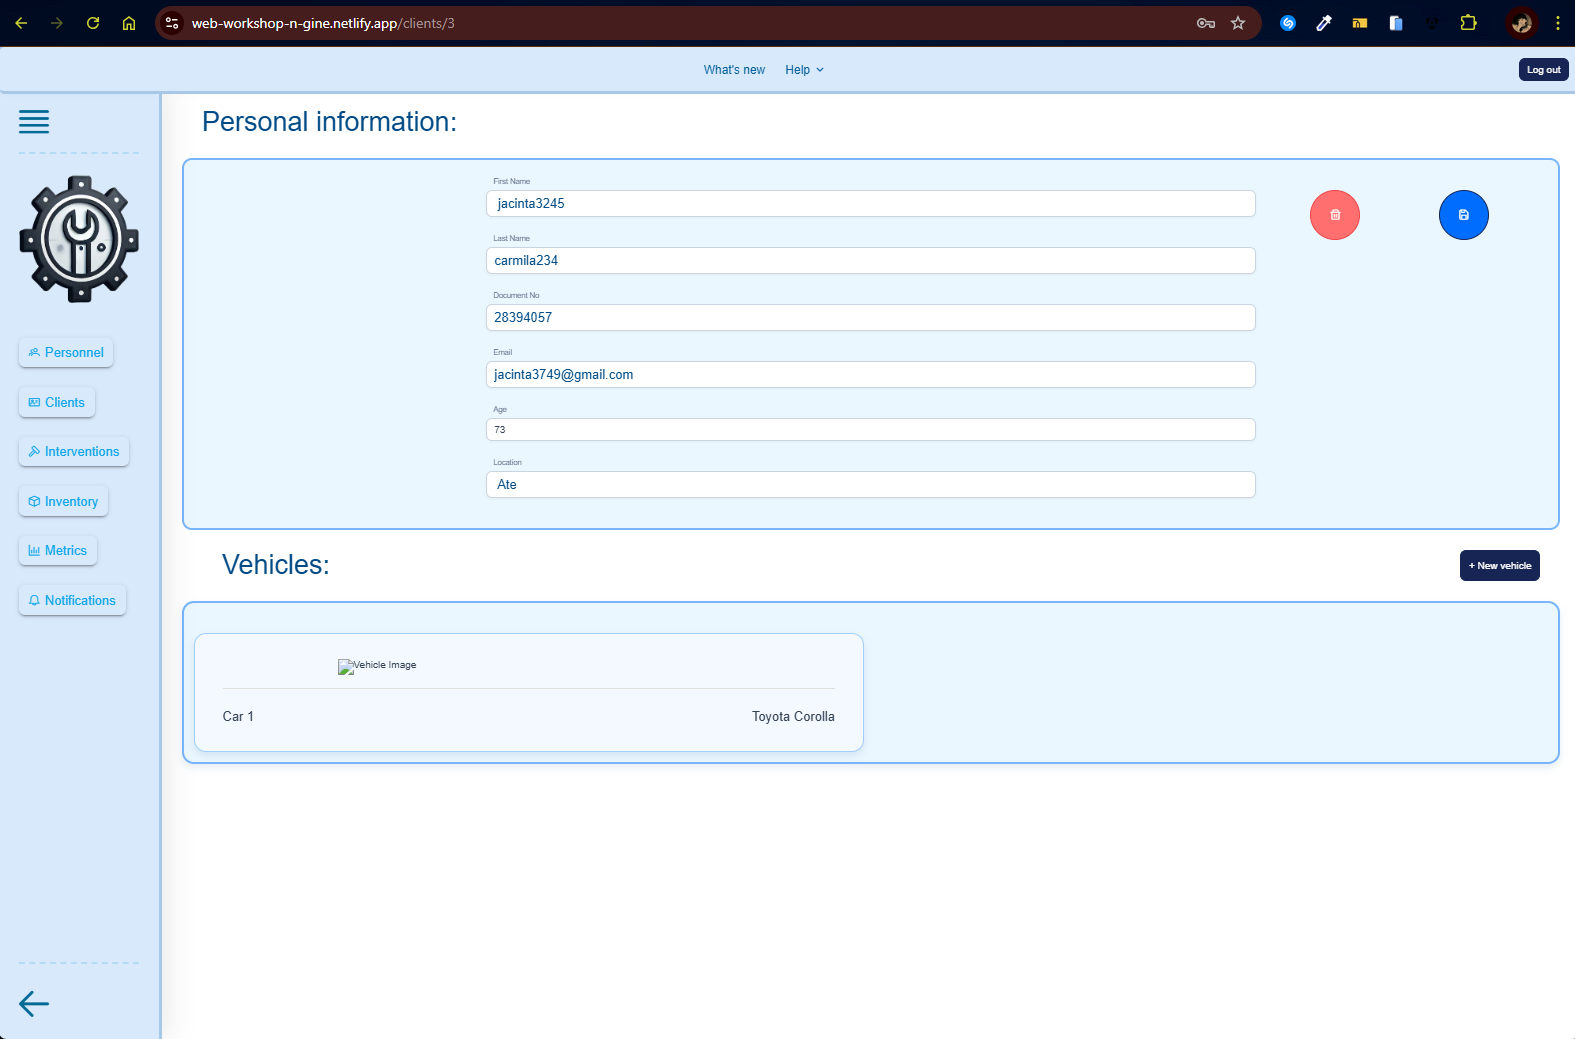 web-workshop-n-gine.netlify.app/clients/3
What's new Help
Log out
Personal information:
First Name
jacinta3245
Last Name
carmila234
Document No
28394057
Email
jacinta3749@gmail.com
Age
73
Location
Ate
Personnel
Clients
Interventions
Inventory
Metrics
Notifications
Vehicles:
+ New vehicle
Vehicle Image
Car 1 Toyota Corolla